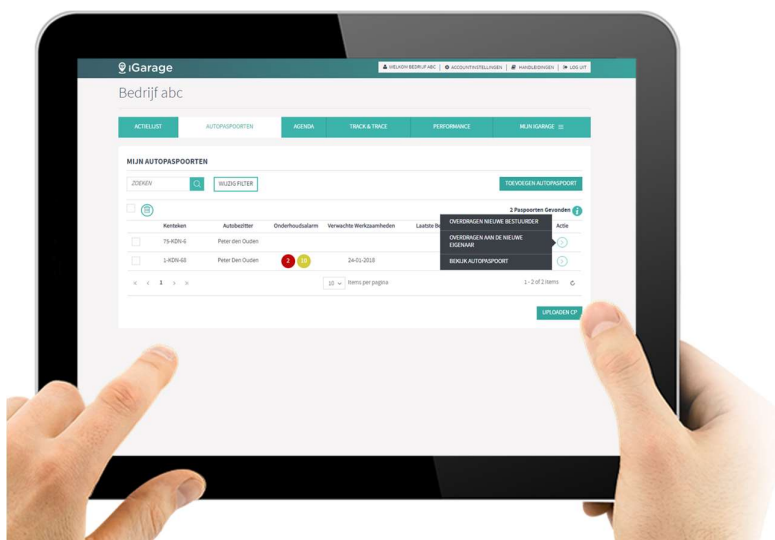 iGarage
WELKOM BEDRIJF ABC | ACCOUNTINSTELLINGEN | HANDLEIDINGEN | LOG UIT
Bedrijf abc
ACTIELIJST AUTOPASPOORTEN AGENDA TRACK & TRACE PERFORMANCE MIJN IGARAGE
MIJN AUTOPASPOORTEN
ZOEKEN WIJZIG FILTER TOEVOEGEN AUTOPASPOORT
2 Paspoorten Gevonden i
Kenteken Autobezitter Onderhoudsalarm Verwachte Werkzaamheden Laatste Actie
OVERDRAGEN NIEUWE BESTUURDER
75-KDN-6 Peter den Ouden
OVERDRAGEN AAN DE NIEUWE
EIGENAAR
1-KDN-68 Peter Den Ouden 2 10 24-01-2018
BEKIJK AUTOPASPOORT
1 10 Items per pagina 1 - 2 of 2 items
UPLOADEN CP